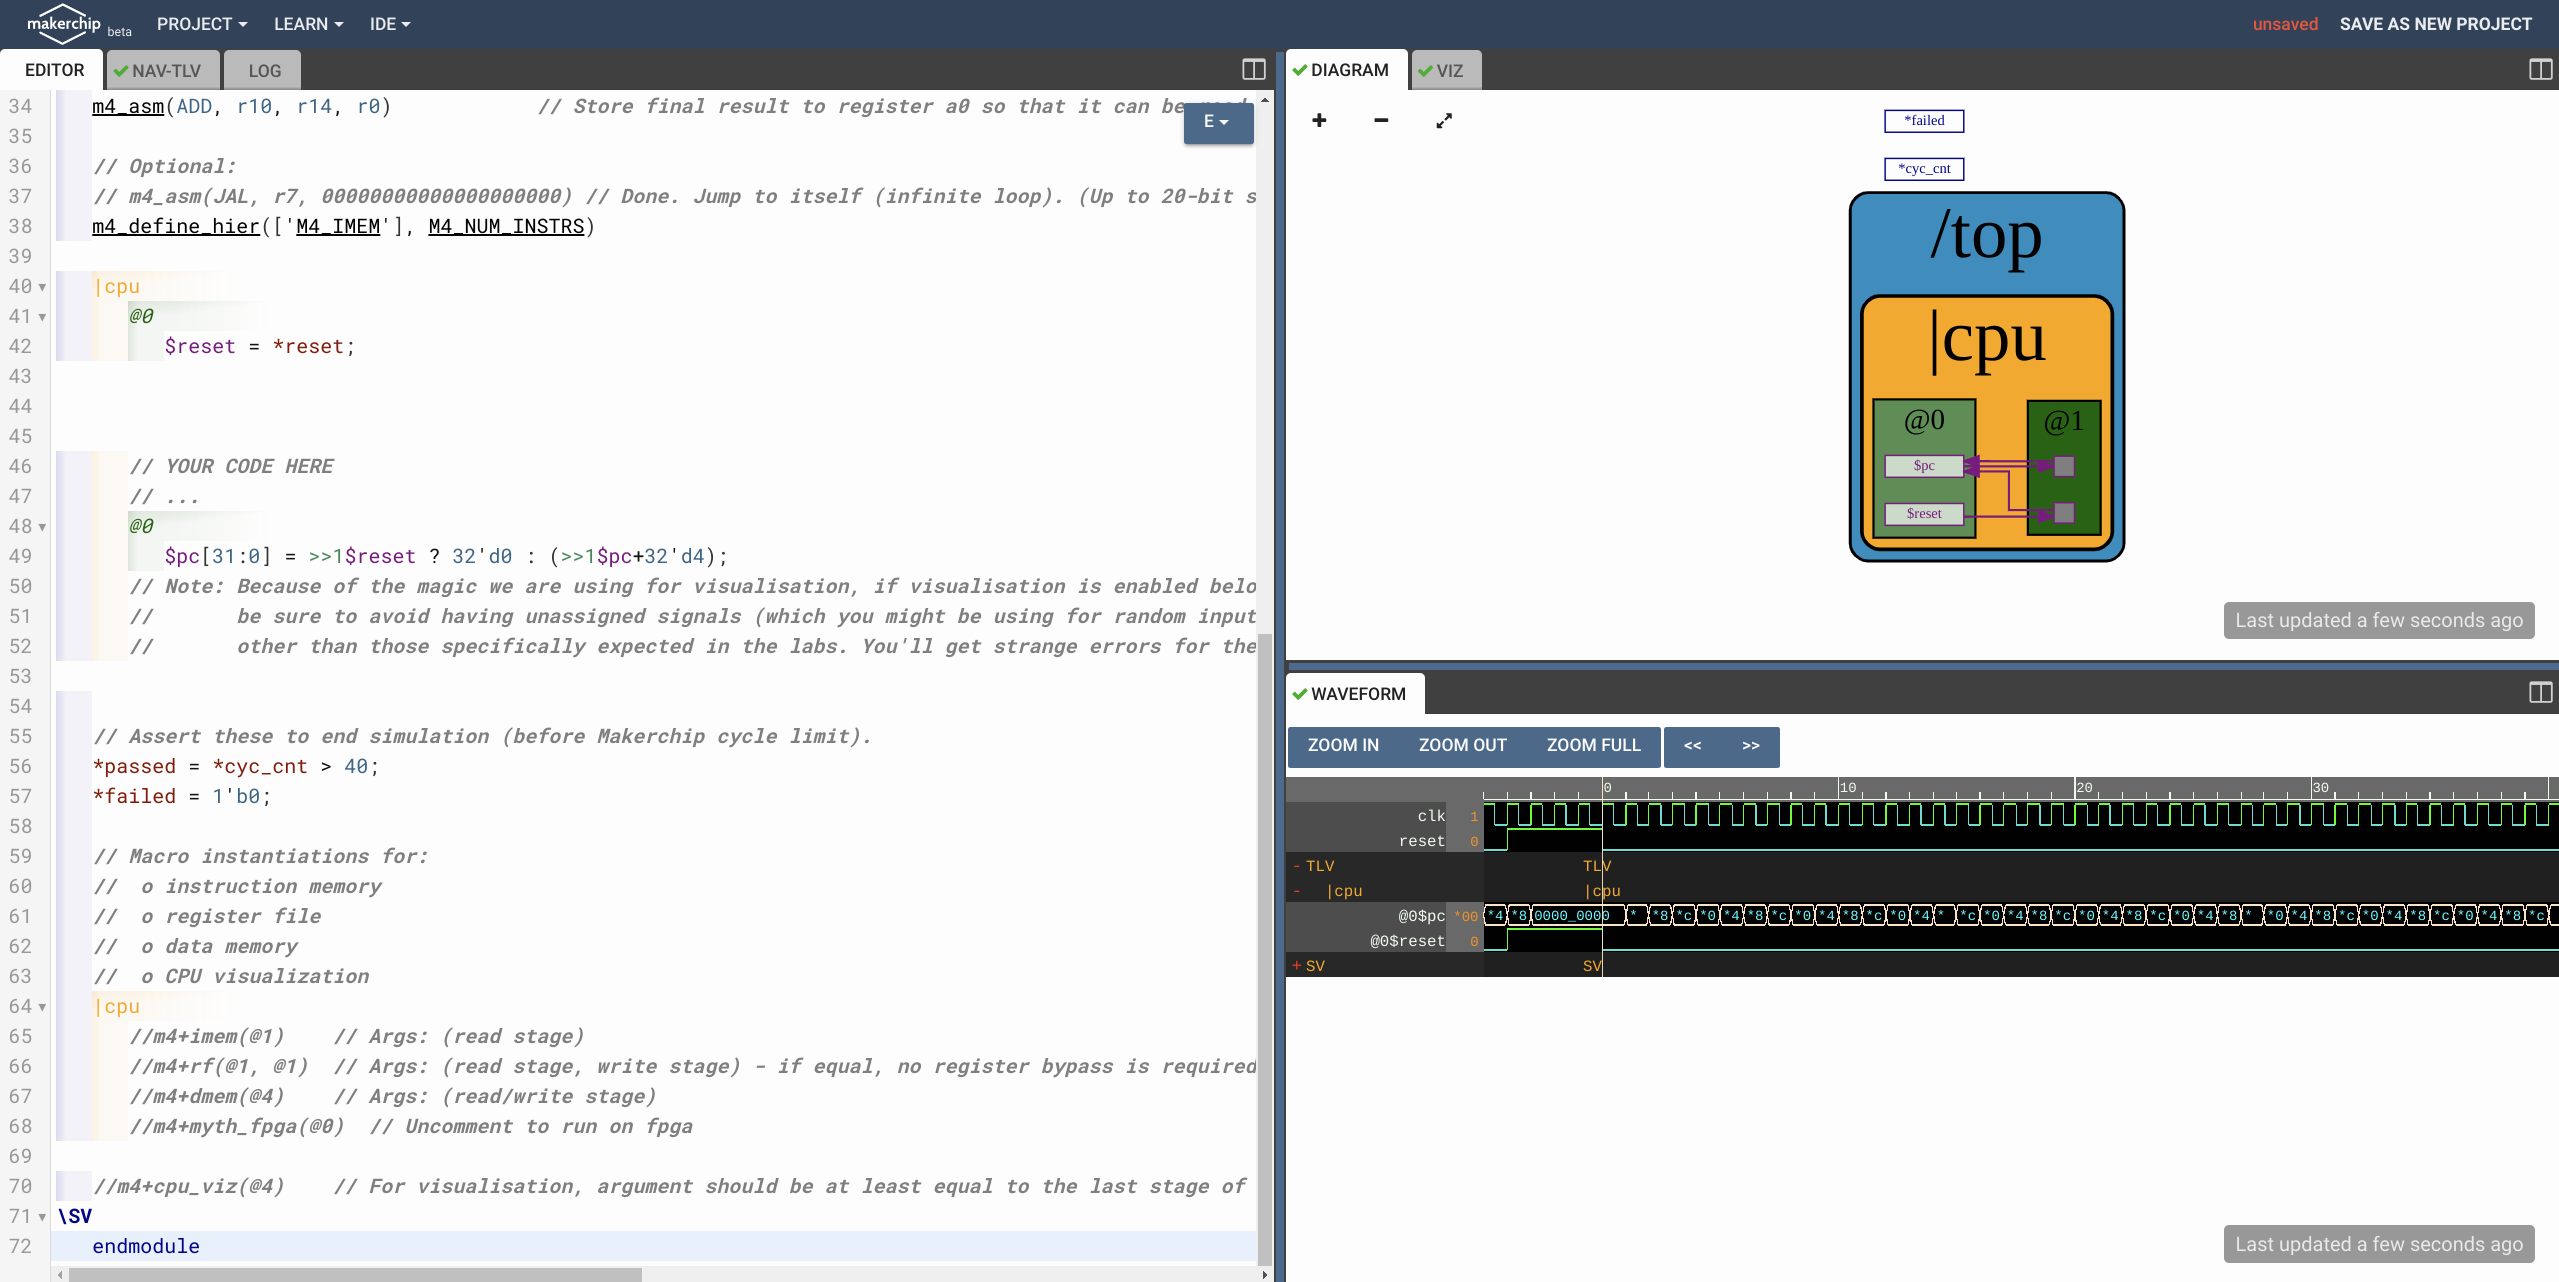 makerchip beta PROJECT LEARN IDE unsaved SAVE AS NEW PROJECT
EDITOR NAV-TLV LOG
34 m4_asm(ADD, r10, r14, r0) // Store final result to register a0 so that it can be
E
35
36 // Optional:
37 // m4_asm(JAL, r7, 00000000000000000000) // Done. Jump to itself (infinite loop). (Up to 20-bit s
38 m4_define_hier(['M4_IMEM'], M4_NUM_INSTRS)
39
40 |cpu
41 @0
42 $reset = *reset;
43
44
45
46 // YOUR CODE HERE
47 // ...
48 @0
49 $pc[31:0] = >>1$reset ? 32'd0 : (>>1$pc+32'd4);
50 // Note: Because of the magic we are using for visualisation, if visualisation is enabled belo
51 // be sure to avoid having unassigned signals (which you might be using for random input
52 // other than those specifically expected in the labs. You'll get strange errors for the
53
54
55 // Assert these to end simulation (before Makerchip cycle limit).
56 *passed = *cyc_cnt > 40;
57 *failed = 1'b0;
58
59 // Macro instantiations for:
60 // o instruction memory
61 // o register file
62 // o data memory
63 // o CPU visualization
64 |cpu
65 //m4+imem(@1) // Args: (read stage)
66 //m4+rf(@1, @1) // Args: (read stage, write stage) - if equal, no register bypass is required
67 //m4+dmem(@4) // Args: (read/write stage)
68 //m4+myth_fpga(@0) // Uncomment to run on fpga
69
70 //m4+cpu_viz(@4) // For visualisation, argument should be at least equal to the last stage of
71 \SV
72 endmodule
DIAGRAM VIZ
*failed
*cyc_cnt
/top
|cpu
@0 @1
$pc
$reset
Last updated a few seconds ago
WAVEFORM
ZOOM IN ZOOM OUT ZOOM FULL << >>
0 10 20 30
clk 1
reset 0
- TLV TLV
- |cpu |cpu
@0$pc *00 *4 *8 0000_0000 * *8 *c *0 *4 *8 *c *0 *4 *8 *c *0 *4 * *c *0 *4 *8 *c *0 *4 *8 *c *0 *4 *8 * *0 *4 *8 *c *0 *4 *8 *c *0 *4 *8 *c
@0$reset 0
+ SV SV
Last updated a few seconds ago